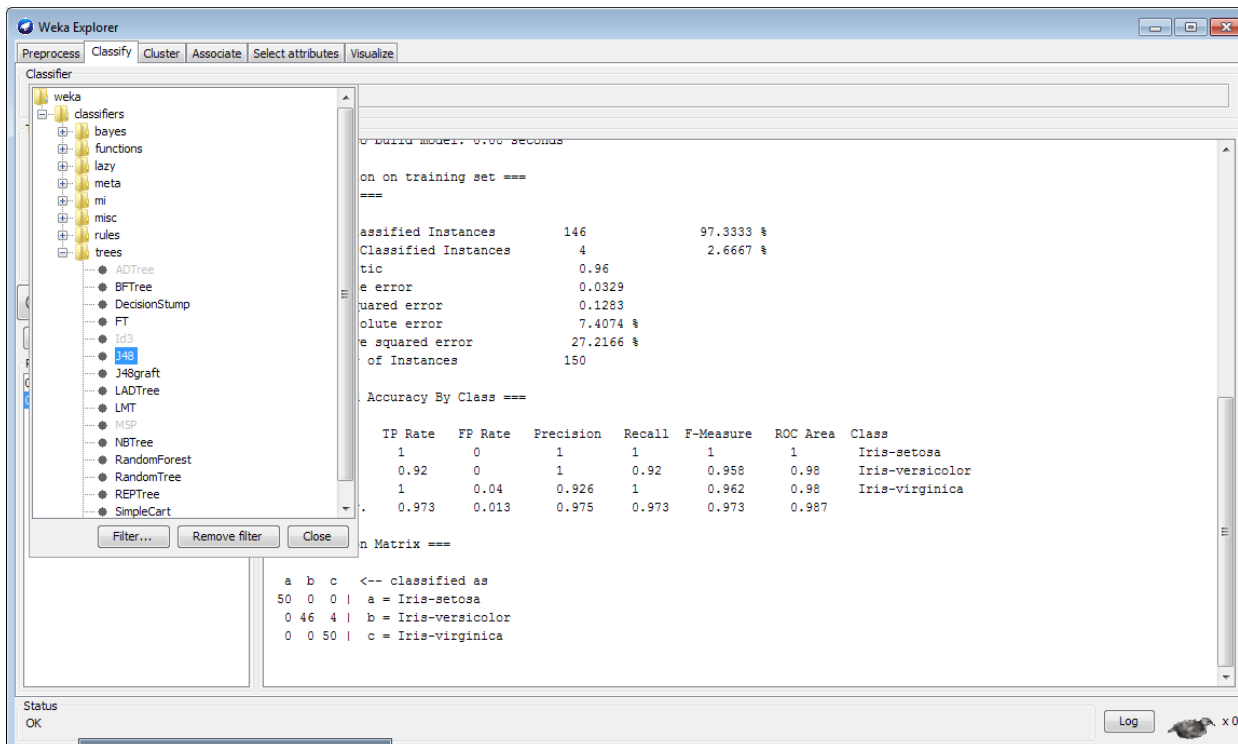 Weka Explorer
Preprocess Classify Cluster Associate Select attributes Visualize
Classifier
weka
classifiers
bayes
functions
lazy
meta
mi
misc
rules
trees
ADTree
BFTree
DecisionStump
FT
Id3
J48
J48graft
LADTree
LMT
M5P
NBTree
RandomForest
RandomTree
REPTree
SimpleCart
Filter... Remove filter Close
build model: 0.00 seconds
on on training set ===
===
assified Instances 146 97.3333 %
Classified Instances 4 2.6667 %
tic 0.96
e error 0.0329
uared error 0.1283
olute error 7.4074 %
e squared error 27.2166 %
of Instances 150
Accuracy By Class ===
TP Rate FP Rate Precision Recall F-Measure ROC Area Class
1 0 1 1 1 1 Iris-setosa
0.92 0 1 0.92 0.958 0.98 Iris-versicolor
1 0.04 0.926 1 0.962 0.98 Iris-virginica
. 0.973 0.013 0.975 0.973 0.973 0.987
n Matrix ===
a b c <-- classified as
50 0 0 | a = Iris-setosa
0 46 4 | b = Iris-versicolor
0 0 50 | c = Iris-virginica
Status
OK
Log
x 0